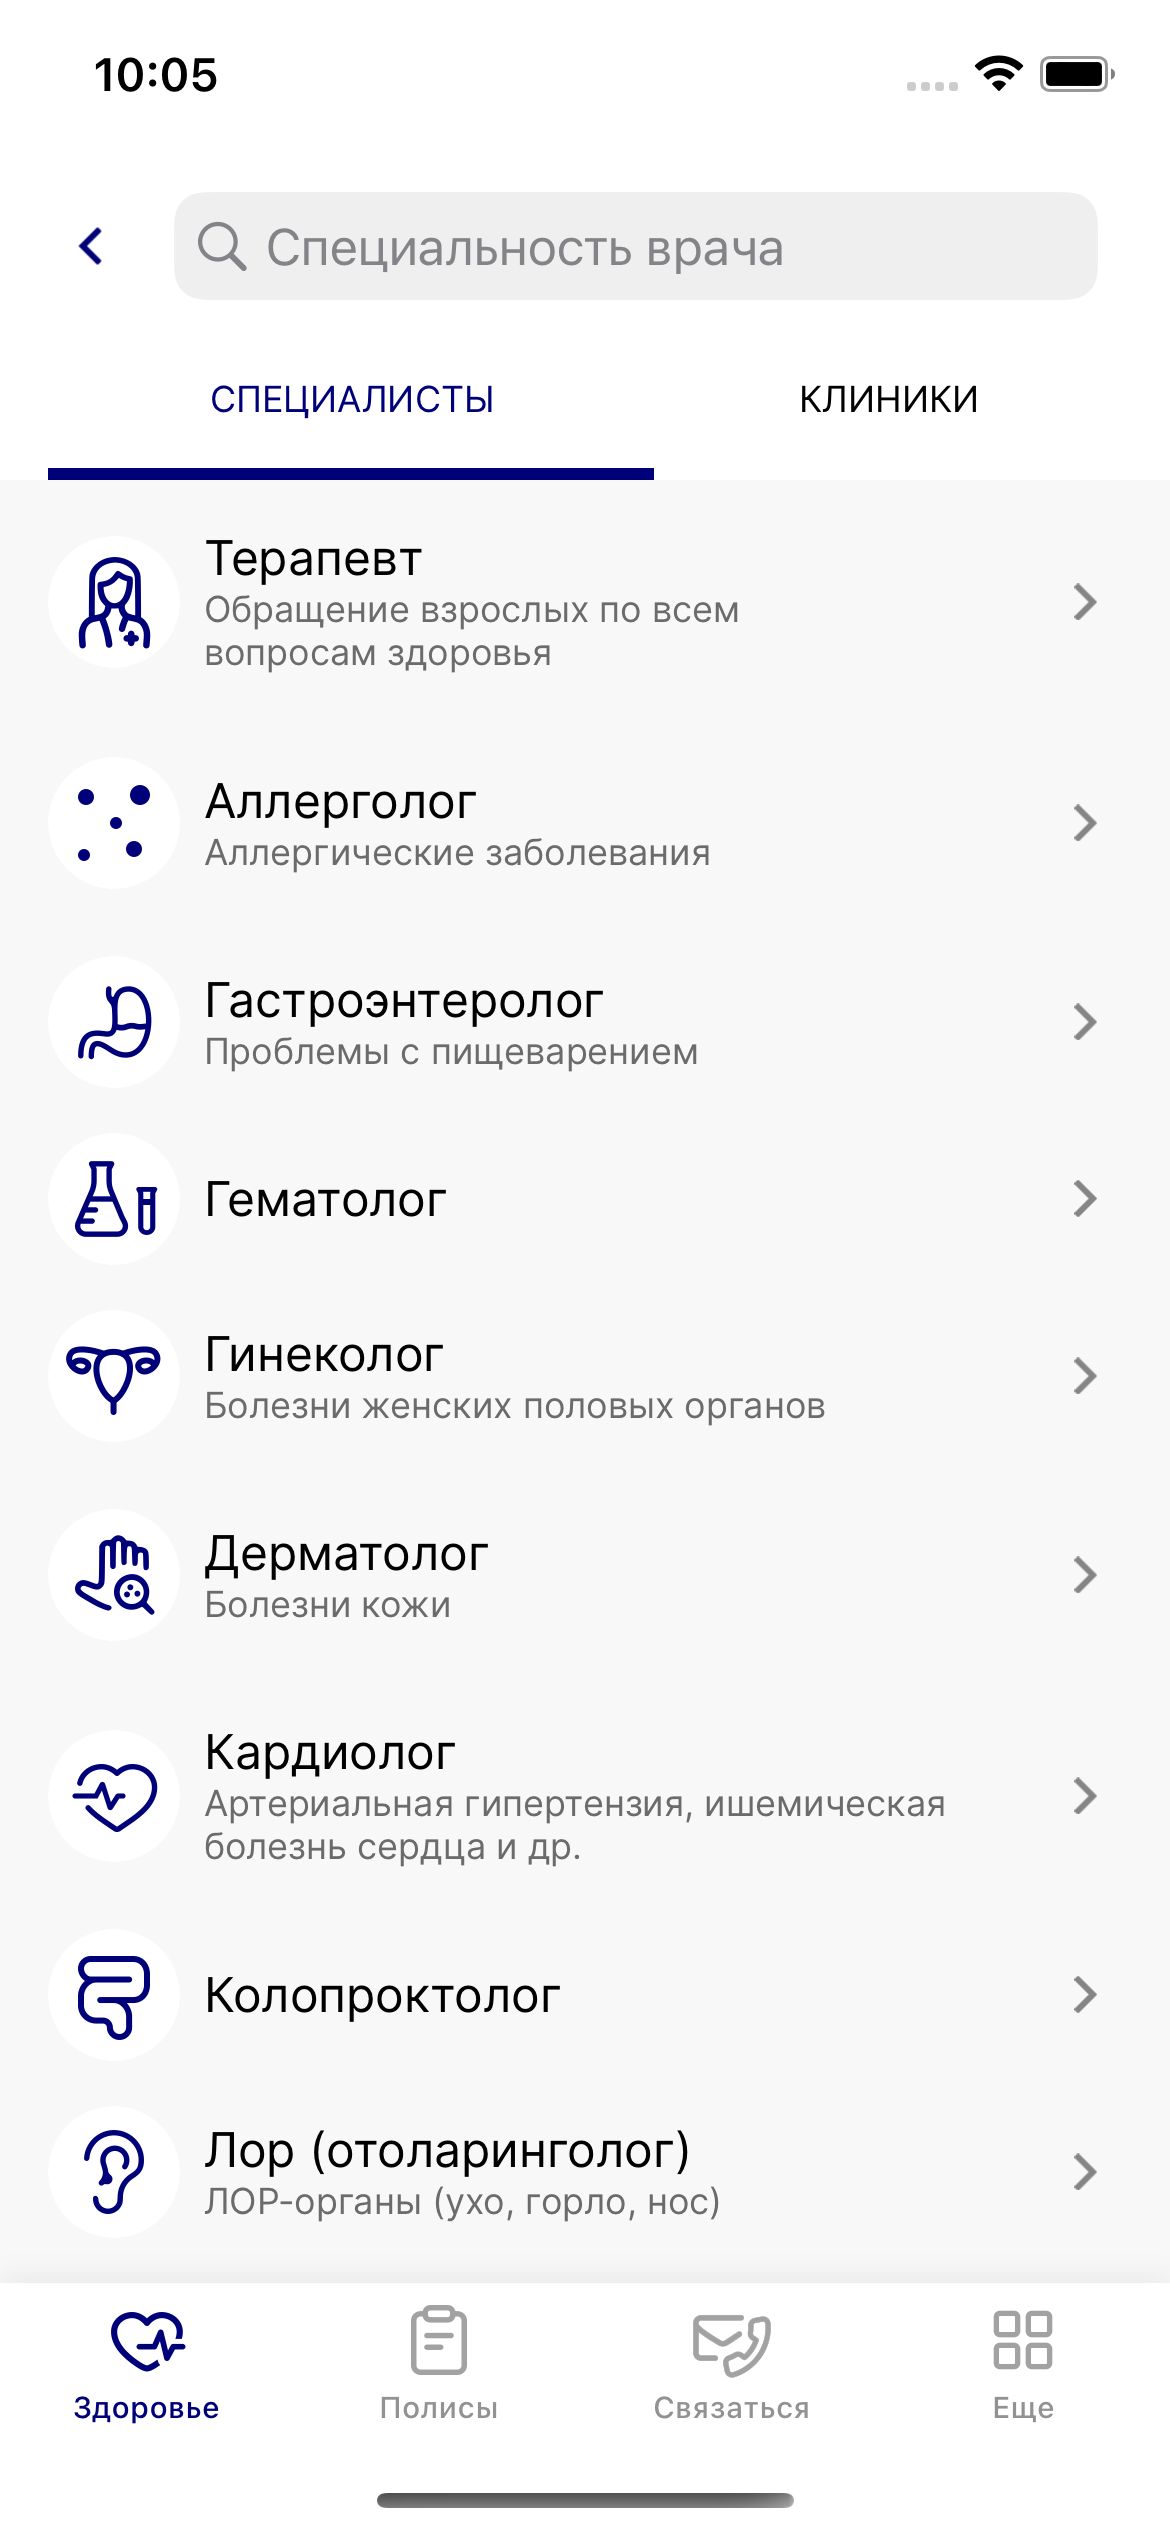 10:05
Специальность врача
СПЕЦИАЛИСТЫ
КЛИНИКИ
Терапевт
Обращение взрослых по всем
вопросам здоровья
Аллерголог
Аллергические заболевания
Гастроэнтеролог
Проблемы с пищеварением
Гематолог
Гинеколог
Болезни женских половых органов
Дерматолог
Болезни кожи
Кардиолог
Артериальная гипертензия, ишемическая
болезнь сердца и др.
Колопроктолог
Лор (отоларинголог)
ЛОР-органы (ухо, горло, нос)
Здоровье
Полисы
Связаться
Еще